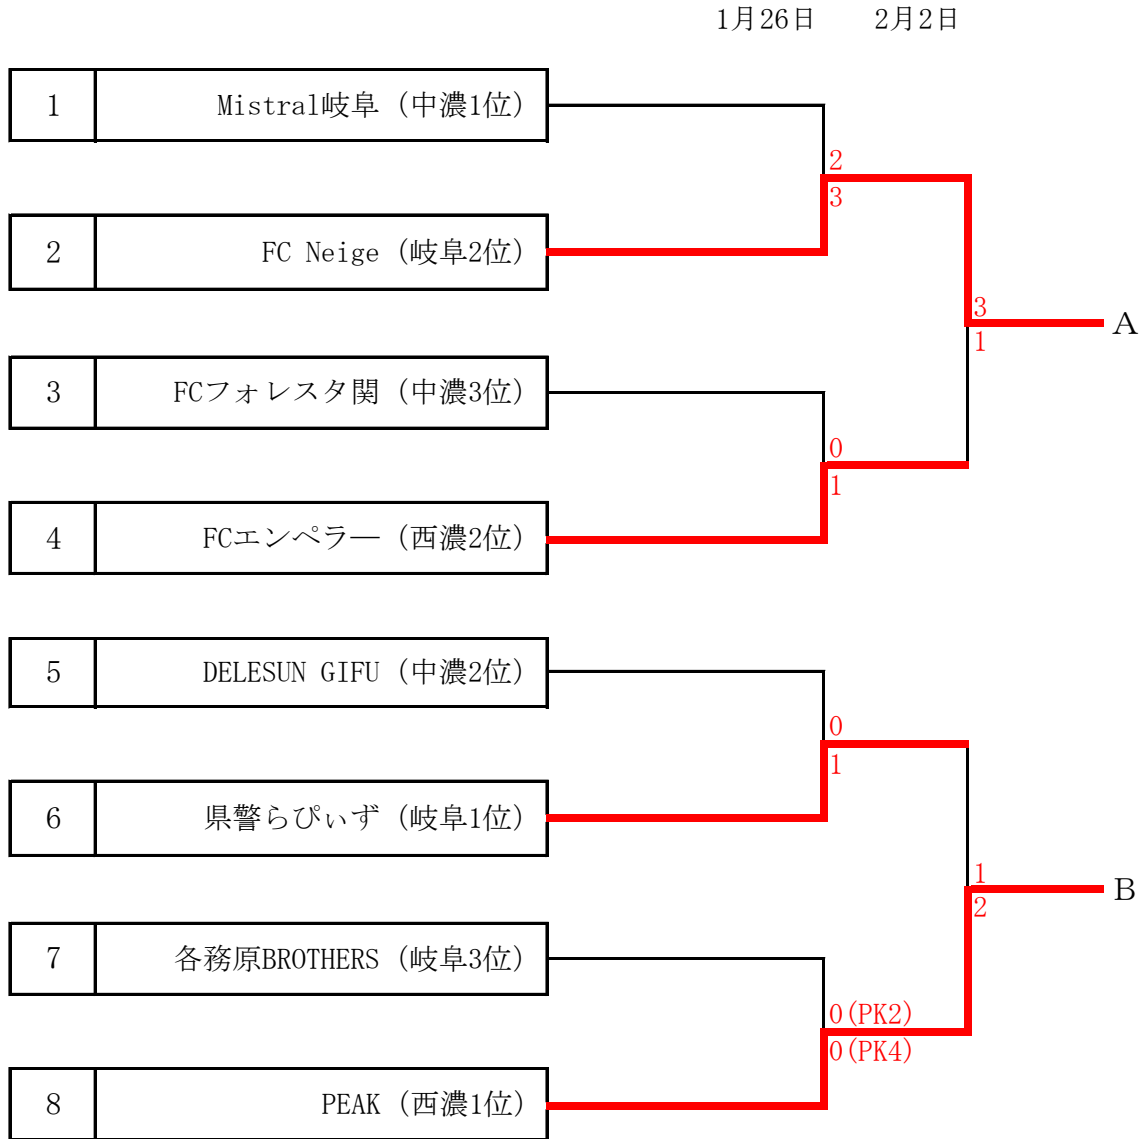 1月26日 2月2日
1 Mistral岐阜 (中濃1位)
2
3
2 FC Neige (岐阜2位)
3
1
A
3 FCフォレスタ関 (中濃3位)
0
1
4 FCエンペラー (西濃2位)
5 DELESUN GIFU (中濃2位)
0
1
6 県警らぴぃず (岐阜1位)
1
2
B
7 各務原BROTHERS (岐阜3位)
0(PK2)
0(PK4)
8 PEAK (西濃1位)